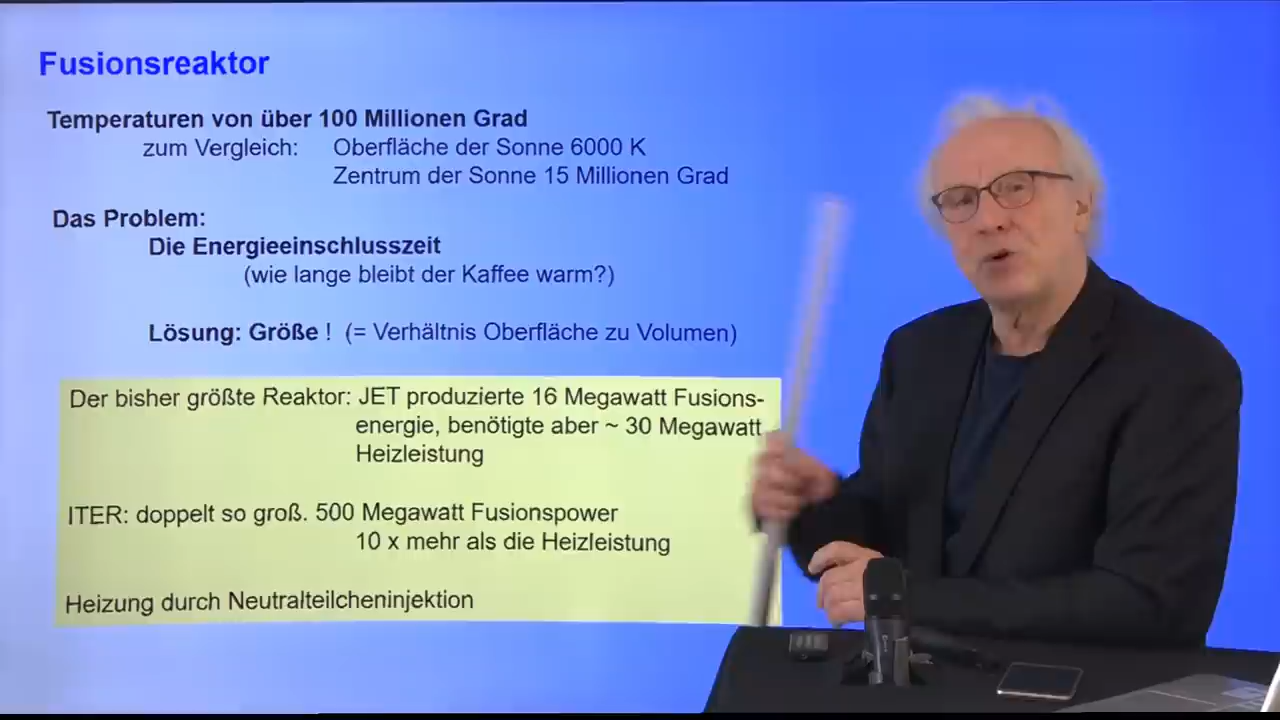 Fusionsreaktor
Temperaturen von über 100 Millionen Grad
zum Vergleich: Oberfläche der Sonne 6000 K
Zentrum der Sonne 15 Millionen Grad
Das Problem:
Die Energieeinschlusszeit
(wie lange bleibt der Kaffee warm?)
Lösung: Größe ! (= Verhältnis Oberfläche zu Volumen)
Der bisher größte Reaktor: JET produzierte 16 Megawatt Fusions-
energie, benötigte aber ~ 30 Megawatt
Heizleistung
ITER: doppelt so groß. 500 Megawatt Fusionspower
10 x mehr als die Heizleistung
Heizung durch Neutralteilcheninjektion